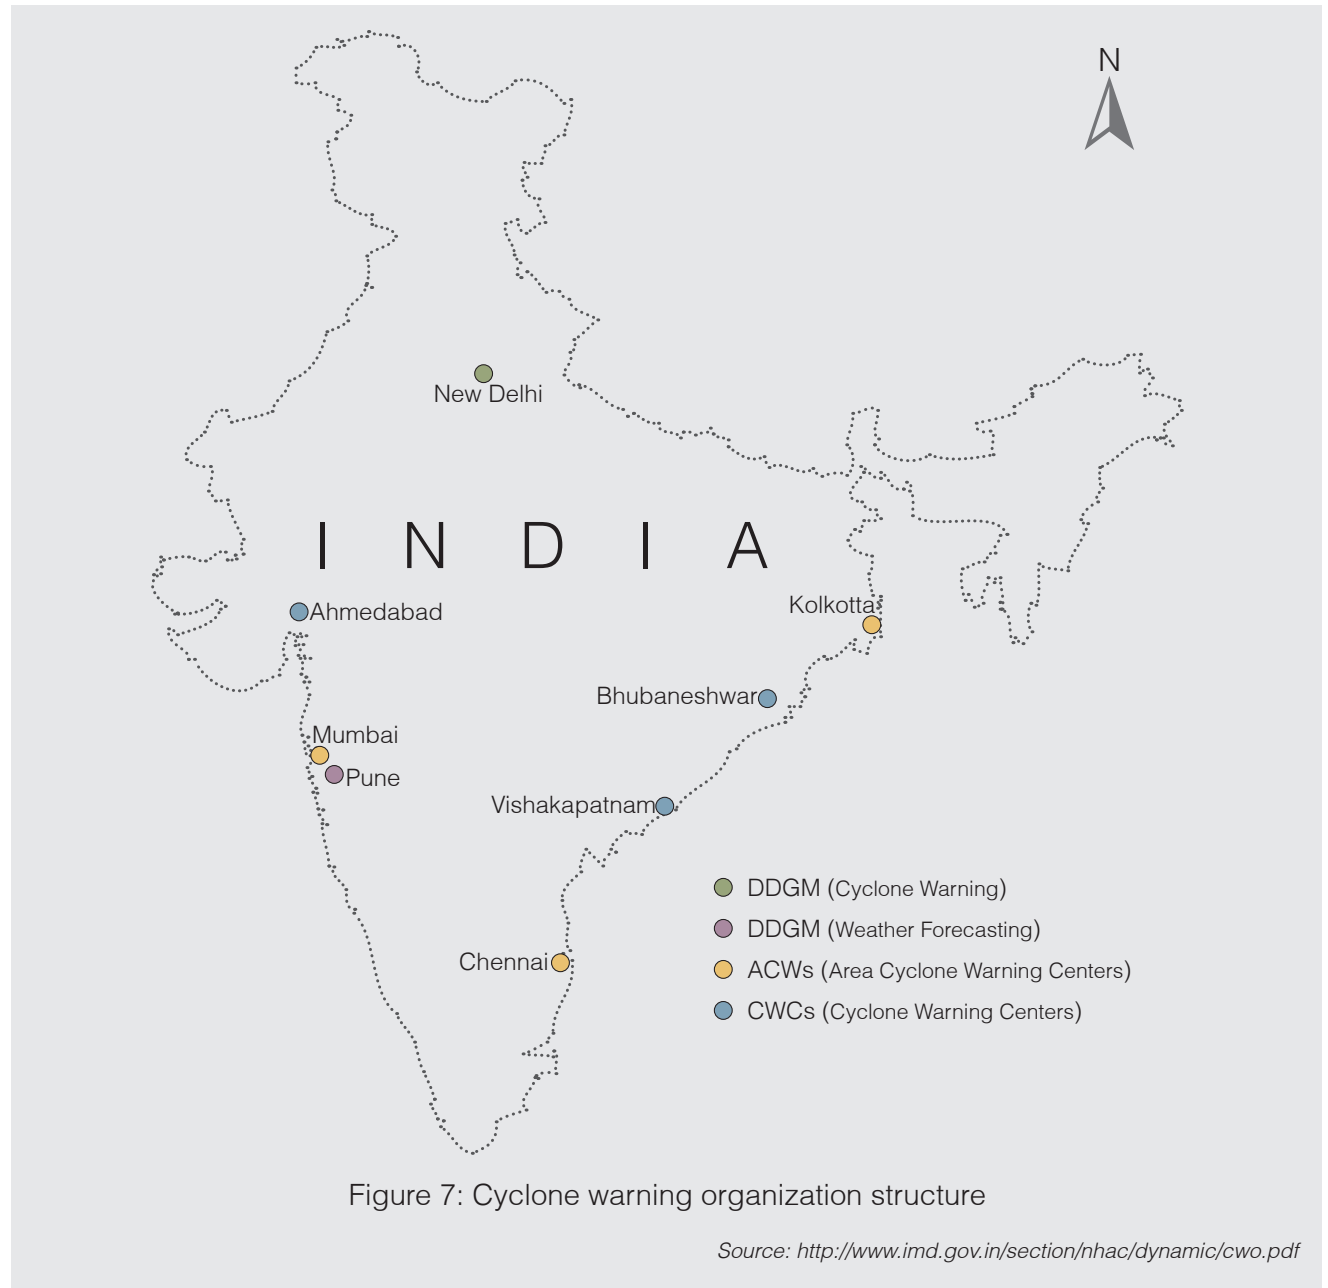 N
New Delhi
I N D I A
Kolkotta
Ahmedabad
Bhubaneshwar
Mumbai
Pune
Vishakapatnam
DDGM (Cyclone Warning)
DDGM (Weather Forecasting)
Chennai
ACWs (Area Cyclone Warning Centers)
CWCs (Cyclone Warning Centers)
Figure 7: Cyclone warning organization structure
Source: http://www.imd.gov.in/section/nhac/dynamic/cwo.pdf